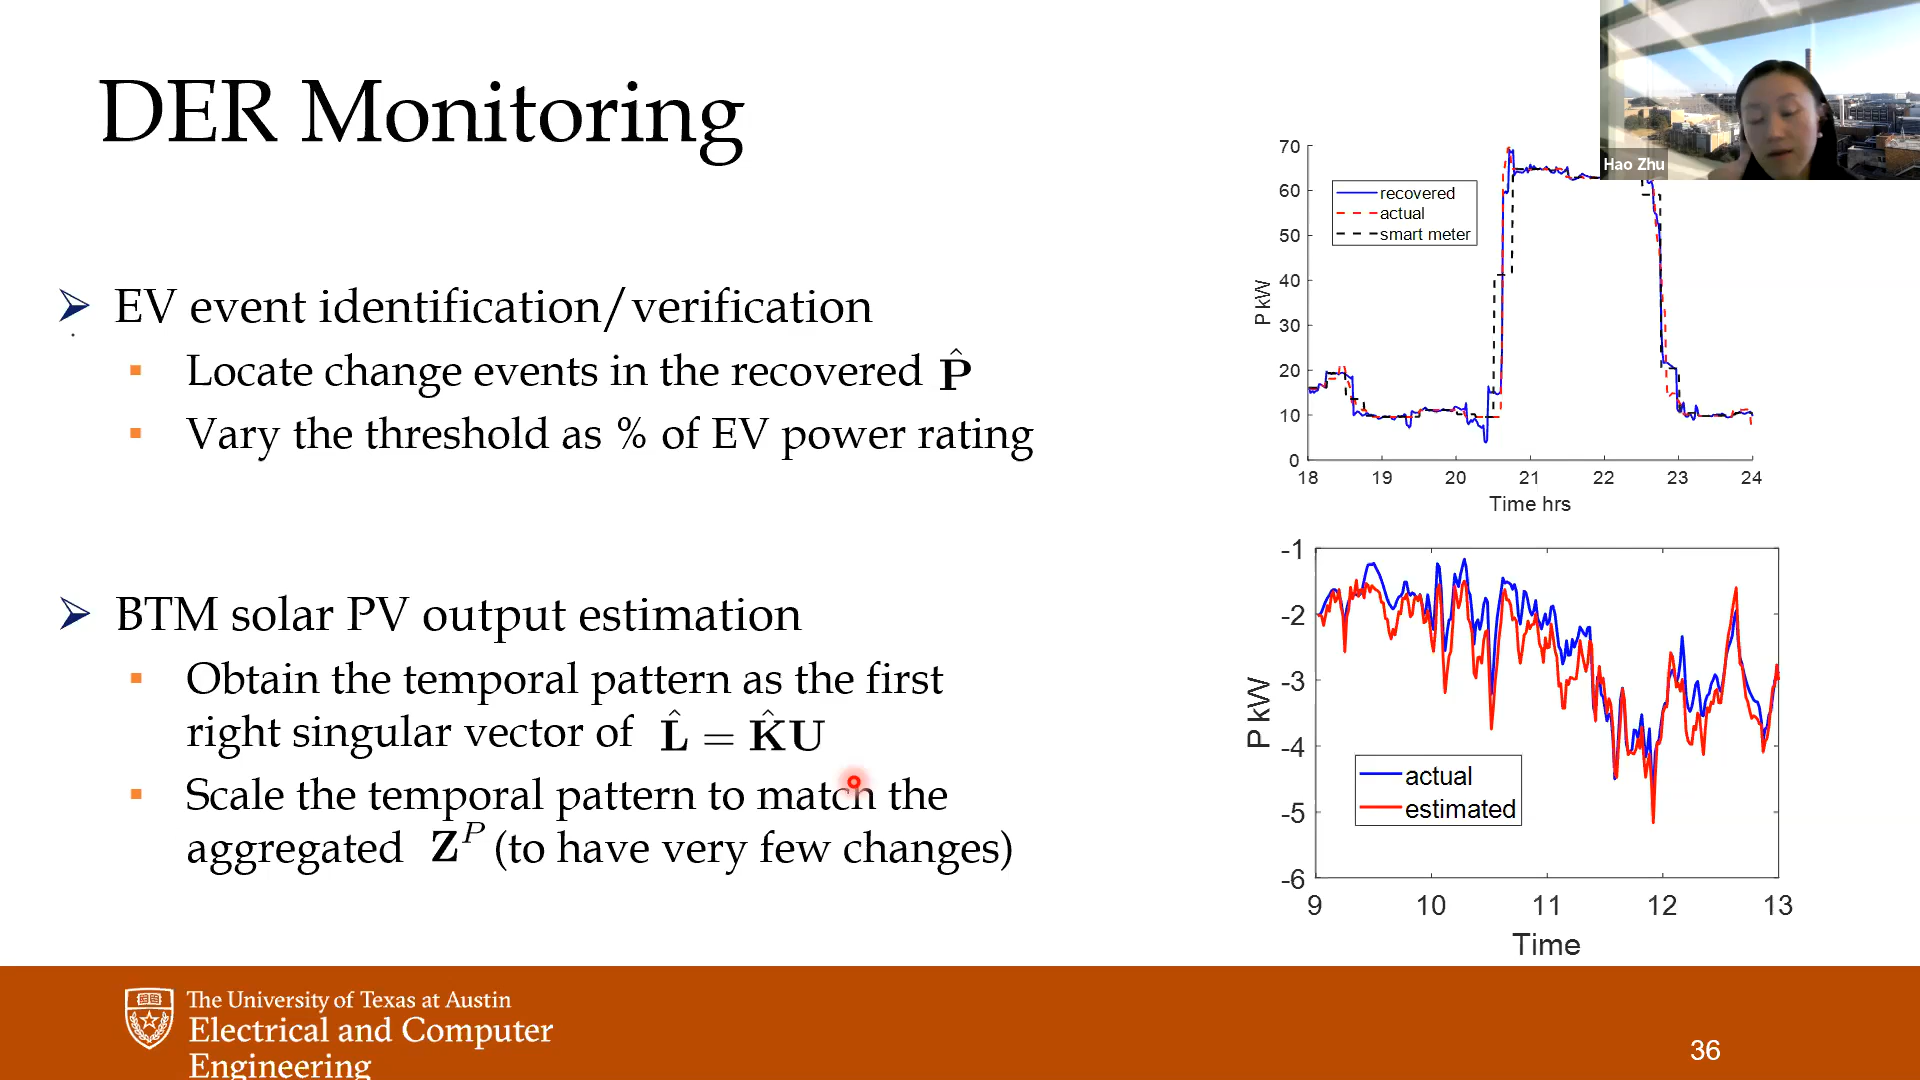 DER Monitoring
Hao Zhu
➢ EV event identification/verification
▪ Locate change events in the recovered P̂
▪ Vary the threshold as % of EV power rating
➢ BTM solar PV output estimation
▪ Obtain the temporal pattern as the first
right singular vector of L̂ = K̂U
▪ Scale the temporal pattern to match the
aggregated Z^P (to have very few changes)
70
60
50
40
30
20
10
0
P kW
recovered
actual
smart meter
18 19 20 21 22 23 24
Time hrs
-1
-2
-3
-4
-5
-6
P kW
actual
estimated
9 10 11 12 13
Time
The University of Texas at Austin
Electrical and Computer
Engineering
36